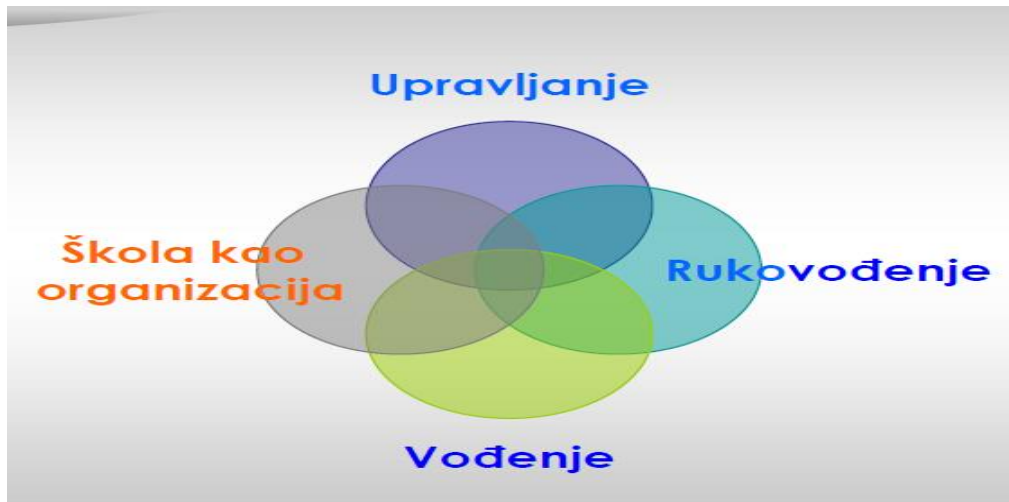 Upravljanje
Škola kao
organizacija
Rukovođenje
Vođenje